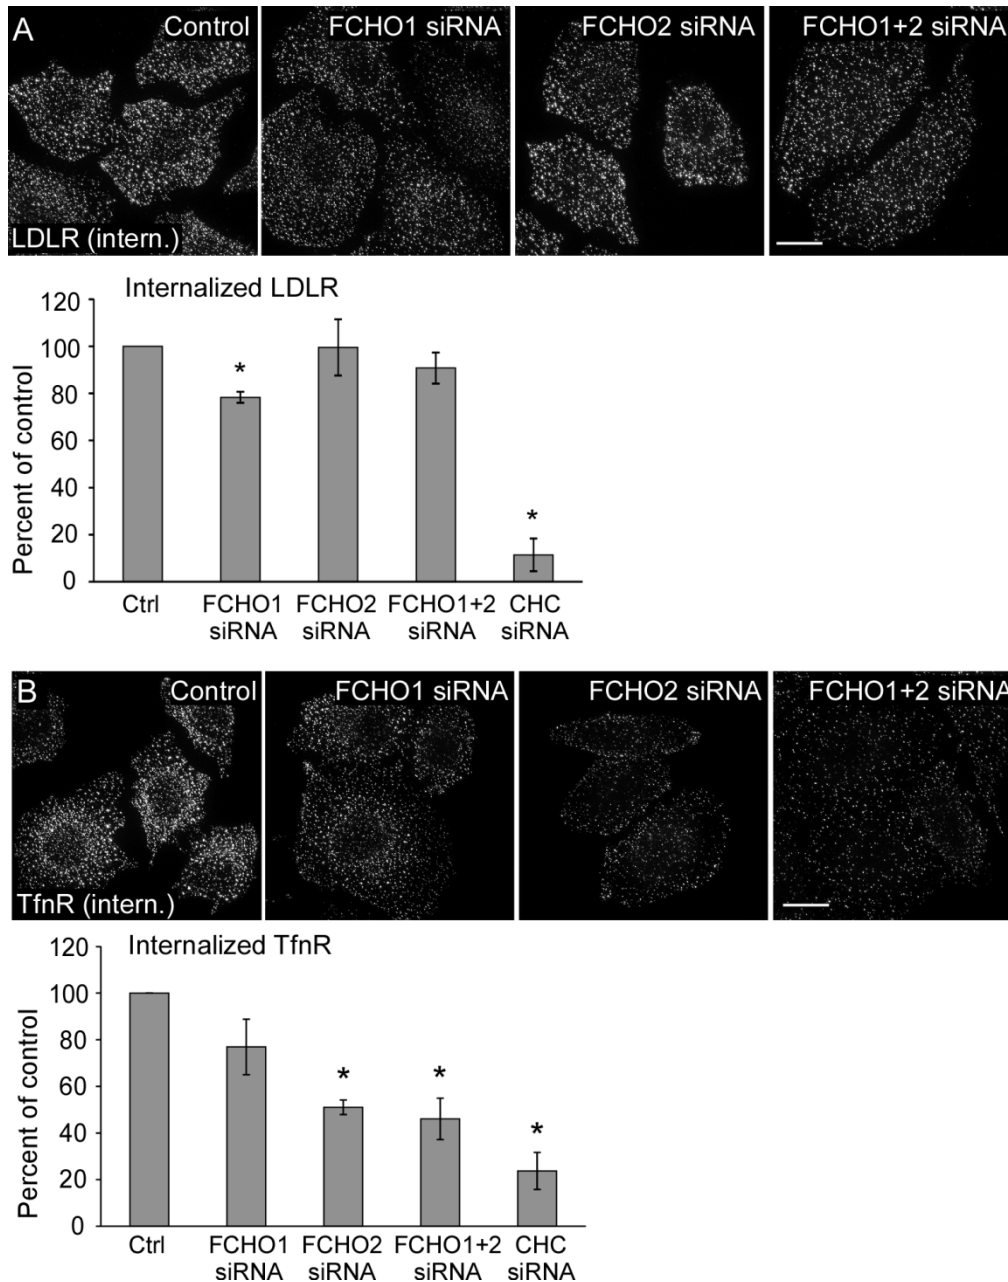 A Control FCHO1 siRNA FCHO2 siRNA FCHO1+2 siRNA
LDLR (intern.)
Internalized LDLR
Percent of control
120
100
80
60
40
20
0
*
*
Ctrl FCHO1 siRNA FCHO2 siRNA FCHO1+2 siRNA CHC siRNA
B Control FCHO1 siRNA FCHO2 siRNA FCHO1+2 siRNA
TfnR (intern.)
Internalized TfnR
Percent of control
120
100
80
60
40
20
0
*
*
*
Ctrl FCHO1 siRNA FCHO2 siRNA FCHO1+2 siRNA CHC siRNA